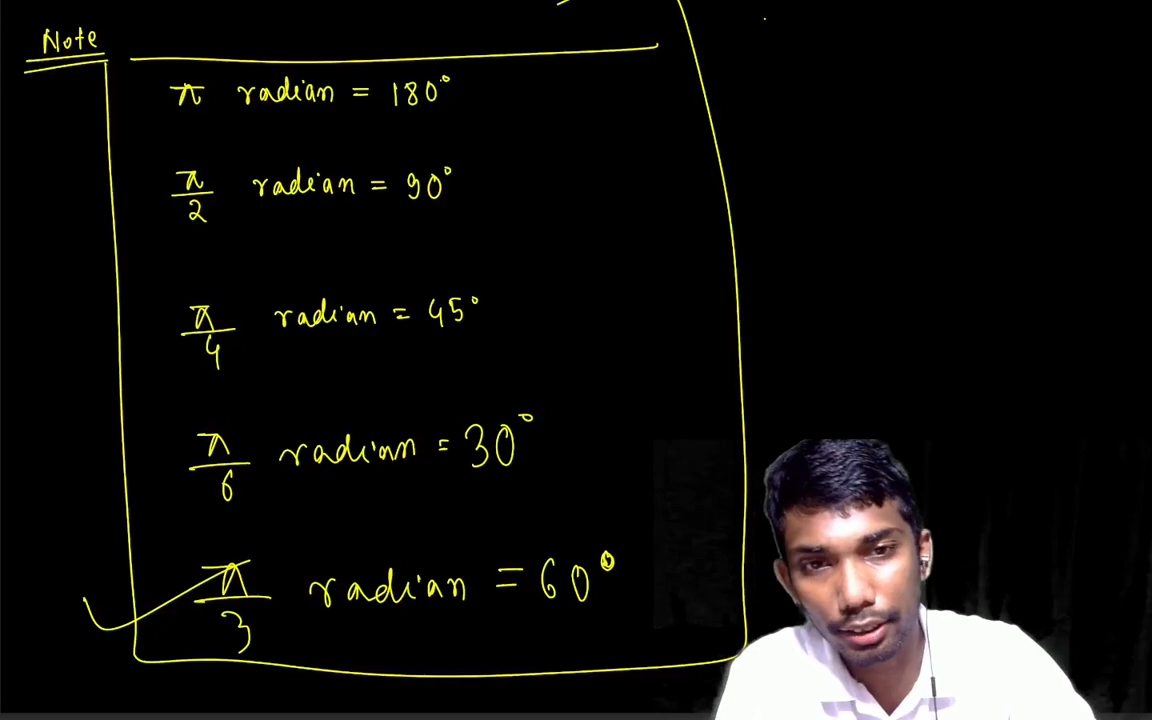 Note
π radian = 180°
π/2 radian = 90°
π/4 radian = 45°
π/6 radian = 30°
π/3 radian = 60°